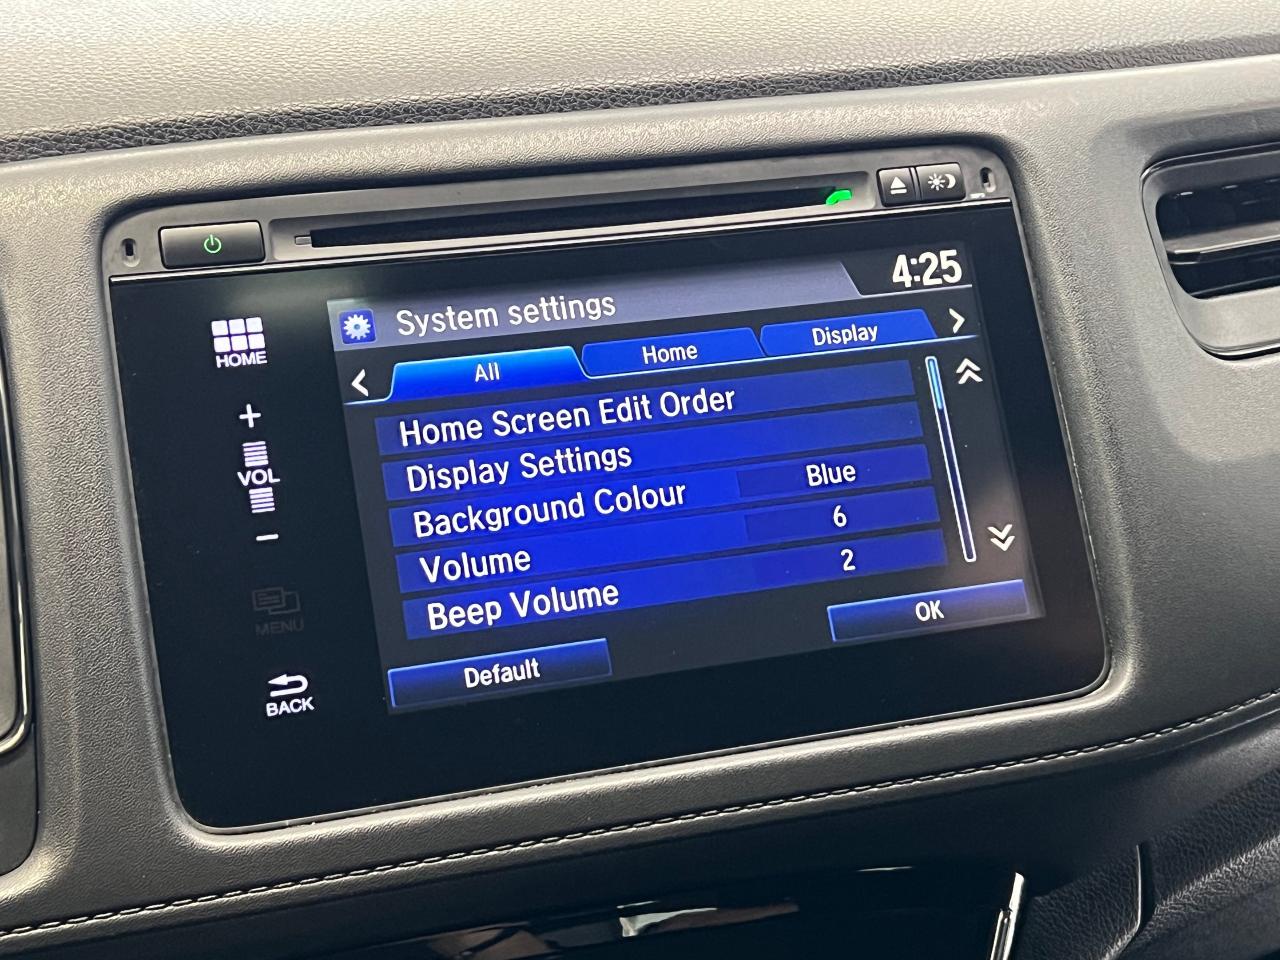 4:25
System settings
HOME
All
Home
Display
Home Screen Edit Order
Display Settings
Background Colour Blue
Volume 6
Beep Volume 2
+
VOL
-
MENU
BACK
Default
OK